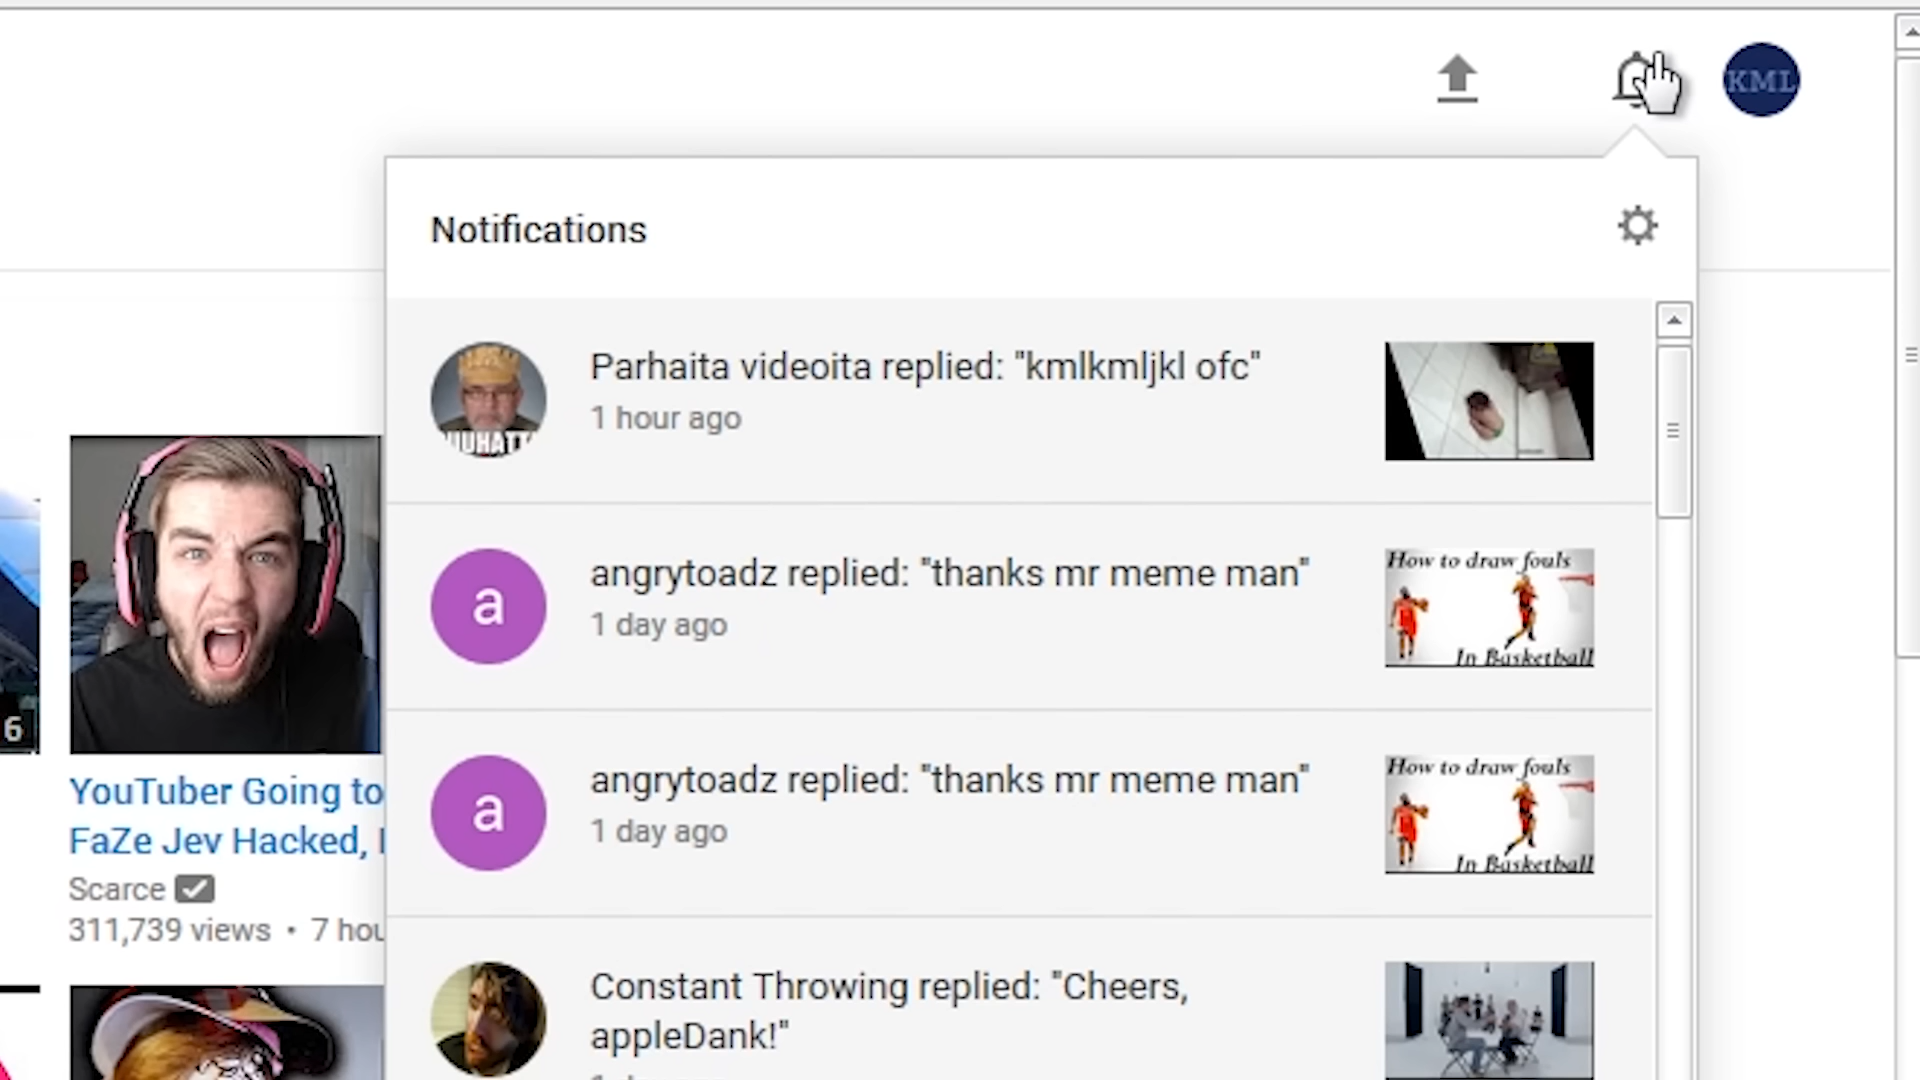 KML
Notifications
Parhaita videoita replied: "kmlkmljkl ofc"
1 hour ago
a
angrytoadz replied: "thanks mr meme man"
1 day ago
How to draw fouls
In Basketball
a
angrytoadz replied: "thanks mr meme man"
1 day ago
How to draw fouls
In Basketball
Constant Throwing replied: "Cheers,
appleDank!"
6
YouTuber Going to
FaZe Jev Hacked,
Scarce
311,739 views • 7 hou